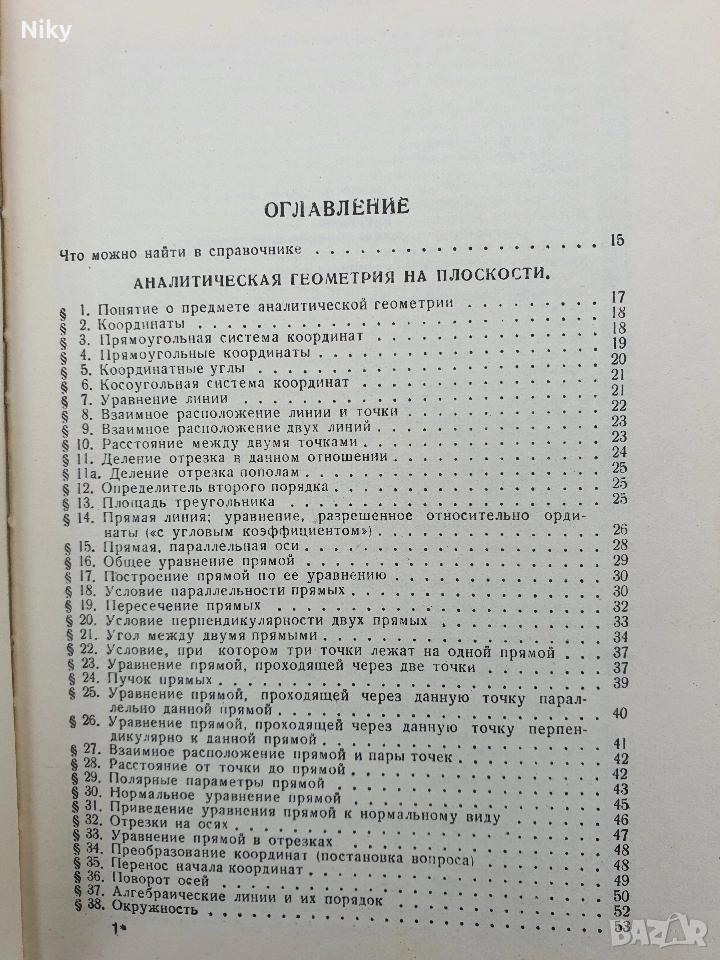 Niky
ОГЛАВЛЕНИЕ
Что можно найти в справочнике . . . . . . . . . . . . . . . . . . 15
АНАЛИТИЧЕСКАЯ ГЕОМЕТРИЯ НА ПЛОСКОСТИ.
§ 1. Понятие о предмете аналитической геометрии . . . . . . . . . 17
§ 2. Координаты . . . . . . . . . . . . . . . . . . . . . . . 18
§ 3. Прямоугольная система координат . . . . . . . . . . . . . . 18
§ 4. Прямоугольные координаты . . . . . . . . . . . . . . . . . 19
§ 5. Координатные углы . . . . . . . . . . . . . . . . . . . . 20
§ 6. Косоугольная система координат . . . . . . . . . . . . . . 21
§ 7. Уравнение линии . . . . . . . . . . . . . . . . . . . . . 21
§ 8. Взаимное расположение линии и точки . . . . . . . . . . . . 22
§ 9. Взаимное расположение двух линий . . . . . . . . . . . . . 23
§ 10. Расстояние между двумя точками . . . . . . . . . . . . . . 23
§ 11. Деление отрезка в данном отношении . . . . . . . . . . . . 24
§ 11а. Деление отрезка пополам . . . . . . . . . . . . . . . . . 25
§ 12. Определитель второго порядка . . . . . . . . . . . . . . . 25
§ 13. Площадь треугольника . . . . . . . . . . . . . . . . . . 25
§ 14. Прямая линия; уравнение, разрешенное относительно орди-
наты («с угловым коэффициентом») . . . . . . . . . . . . . . 26
§ 15. Прямая, параллельная оси . . . . . . . . . . . . . . . . . 28
§ 16. Общее уравнение прямой . . . . . . . . . . . . . . . . . . 29
§ 17. Построение прямой по ее уравнению . . . . . . . . . . . . . 30
§ 18. Условие параллельности прямых . . . . . . . . . . . . . . . 30
§ 19. Пересечение прямых . . . . . . . . . . . . . . . . . . . . 32
§ 20. Условие перпендикулярности двух прямых . . . . . . . . . . 33
§ 21. Угол между двумя прямыми . . . . . . . . . . . . . . . . . 34
§ 22. Условие, при котором три точки лежат на одной прямой . . . 37
§ 23. Уравнение прямой, проходящей через две точки . . . . . . . 37
§ 24. Пучок прямых . . . . . . . . . . . . . . . . . . . . . . 39
§ 25. Уравнение прямой, проходящей через данную точку парал-
лельно данной прямой . . . . . . . . . . . . . . . . . . . 40
§ 26. Уравнение прямой, проходящей через данную точку перпен-
дикулярно к данной прямой . . . . . . . . . . . . . . . . . 41
§ 27. Взаимное расположение прямой и пары точек . . . . . . . . 42
§ 28. Расстояние от точки до прямой . . . . . . . . . . . . . . . 42
§ 29. Полярные параметры прямой . . . . . . . . . . . . . . . . 43
§ 30. Нормальное уравнение прямой . . . . . . . . . . . . . . . 45
§ 31. Приведение уравнения прямой к нормальному виду . . . . . . 46
§ 32. Отрезки на осях . . . . . . . . . . . . . . . . . . . . . 47
§ 33. Уравнение прямой в отрезках . . . . . . . . . . . . . . . . 48
§ 34. Преобразование координат (постановка вопроса) . . . . . . . 48
§ 35. Перенос начала координат . . . . . . . . . . . . . . . . . 49
§ 36. Поворот осей . . . . . . . . . . . . . . . . . . . . . . 50
§ 37. Алгебраические линии и их порядок . . . . . . . . . . . . . 52
§ 38. Окружность . . . . . . . . . . . . . . . . . . . . . . . 53
1*
BAZAR